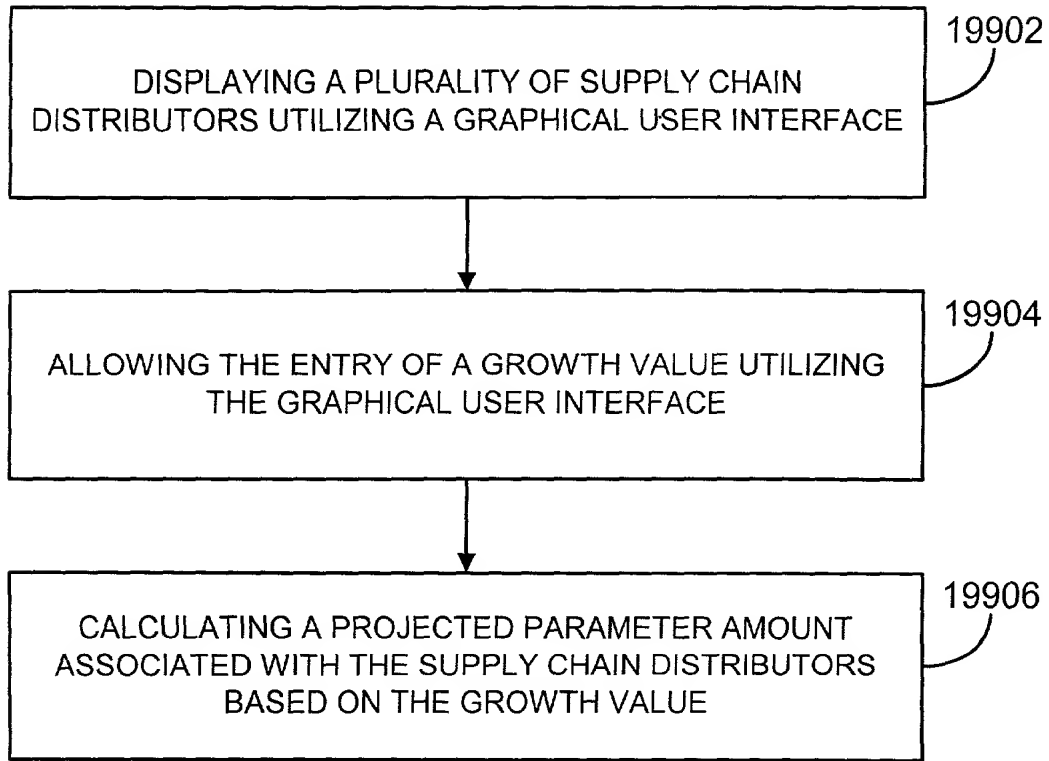 19902
DISPLAYING A PLURALITY OF SUPPLY CHAIN
DISTRIBUTORS UTILIZING A GRAPHICAL USER INTERFACE
19904
ALLOWING THE ENTRY OF A GROWTH VALUE UTILIZING
THE GRAPHICAL USER INTERFACE
19906
CALCULATING A PROJECTED PARAMETER AMOUNT
ASSOCIATED WITH THE SUPPLY CHAIN DISTRIBUTORS
BASED ON THE GROWTH VALUE